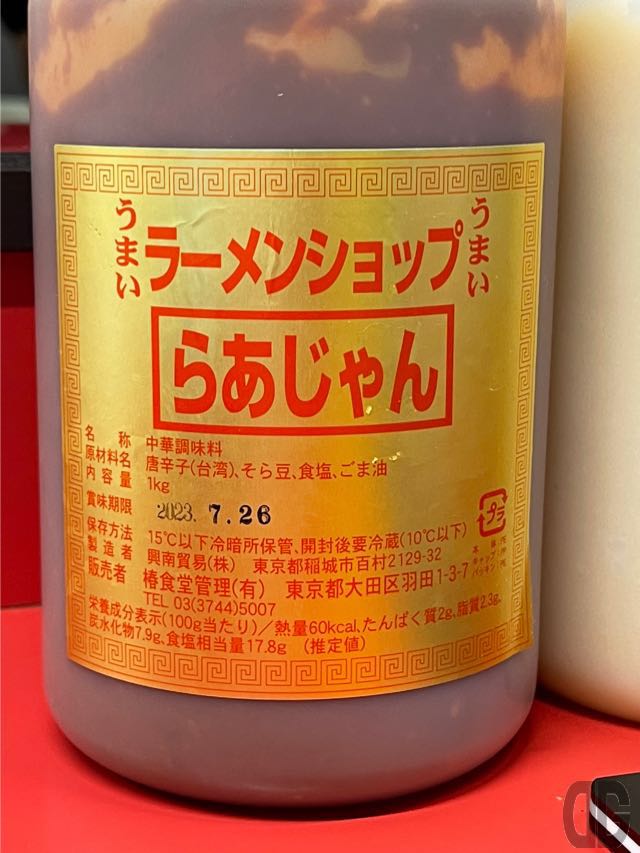 うまい
ラーメンショップ
うまい
らあじゃん
名称 中華調味料
原材料名 唐辛子(台湾)、そら豆、食塩、ごま油
内容量 1kg
賞味期限 2023. 7.26
保存方法 15℃以下冷暗所保管、開封後要冷蔵(10℃以下)
製造者 興南貿易(株) 東京都稲城市百村2129-32
販売者 椿食堂管理(有) 東京都大田区羽田1-3-7
TEL 03(3744)5007
栄養成分表示(100g当たり)/熱量60kcal、たんぱく質2g、脂質2.3g、
炭水化物7.9g、食塩相当量17.8g (推定値)
プラ